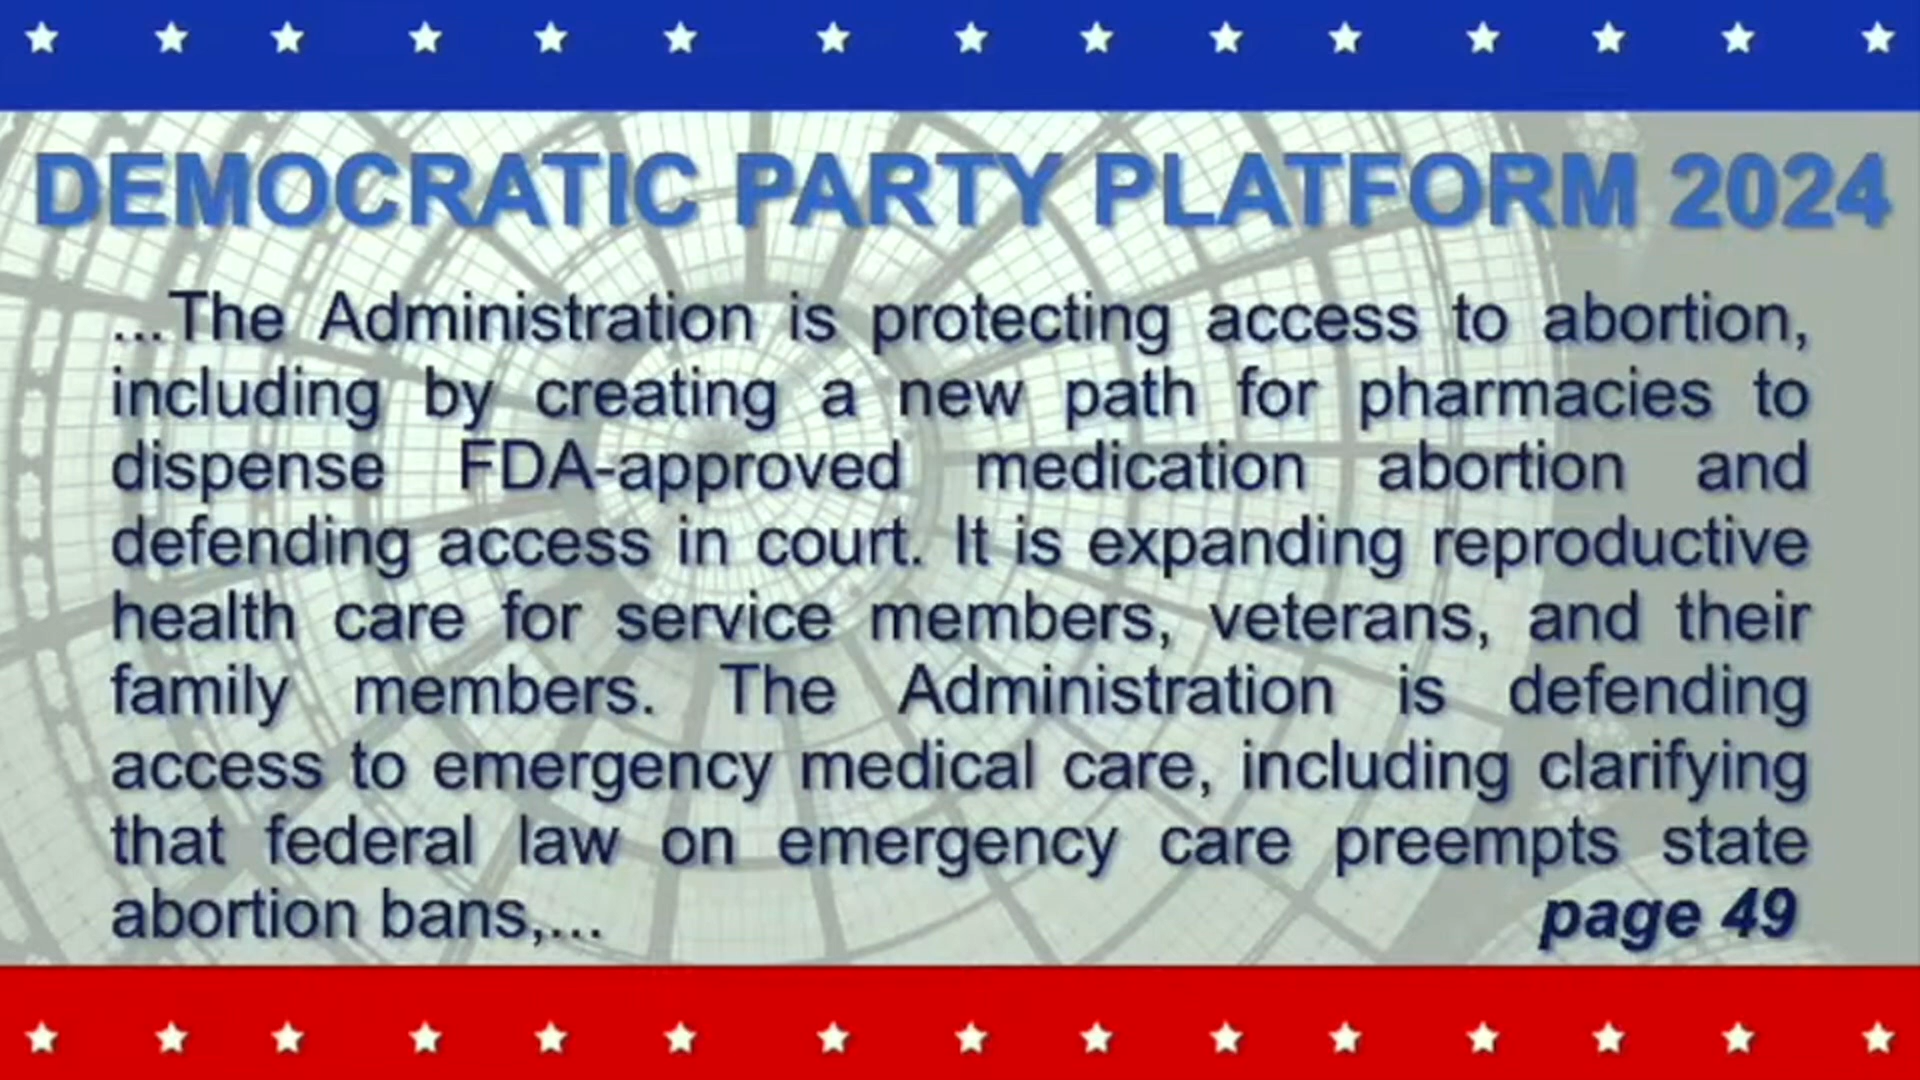 DEMOCRATIC PARTY PLATFORM 2024
...The Administration is protecting access to abortion,
including by creating a new path for pharmacies to
dispense FDA-approved medication abortion and
defending access in court. It is expanding reproductive
health care for service members, veterans, and their
family members. The Administration is defending
access to emergency medical care, including clarifying
that federal law on emergency care preempts state
abortion bans,...
page 49